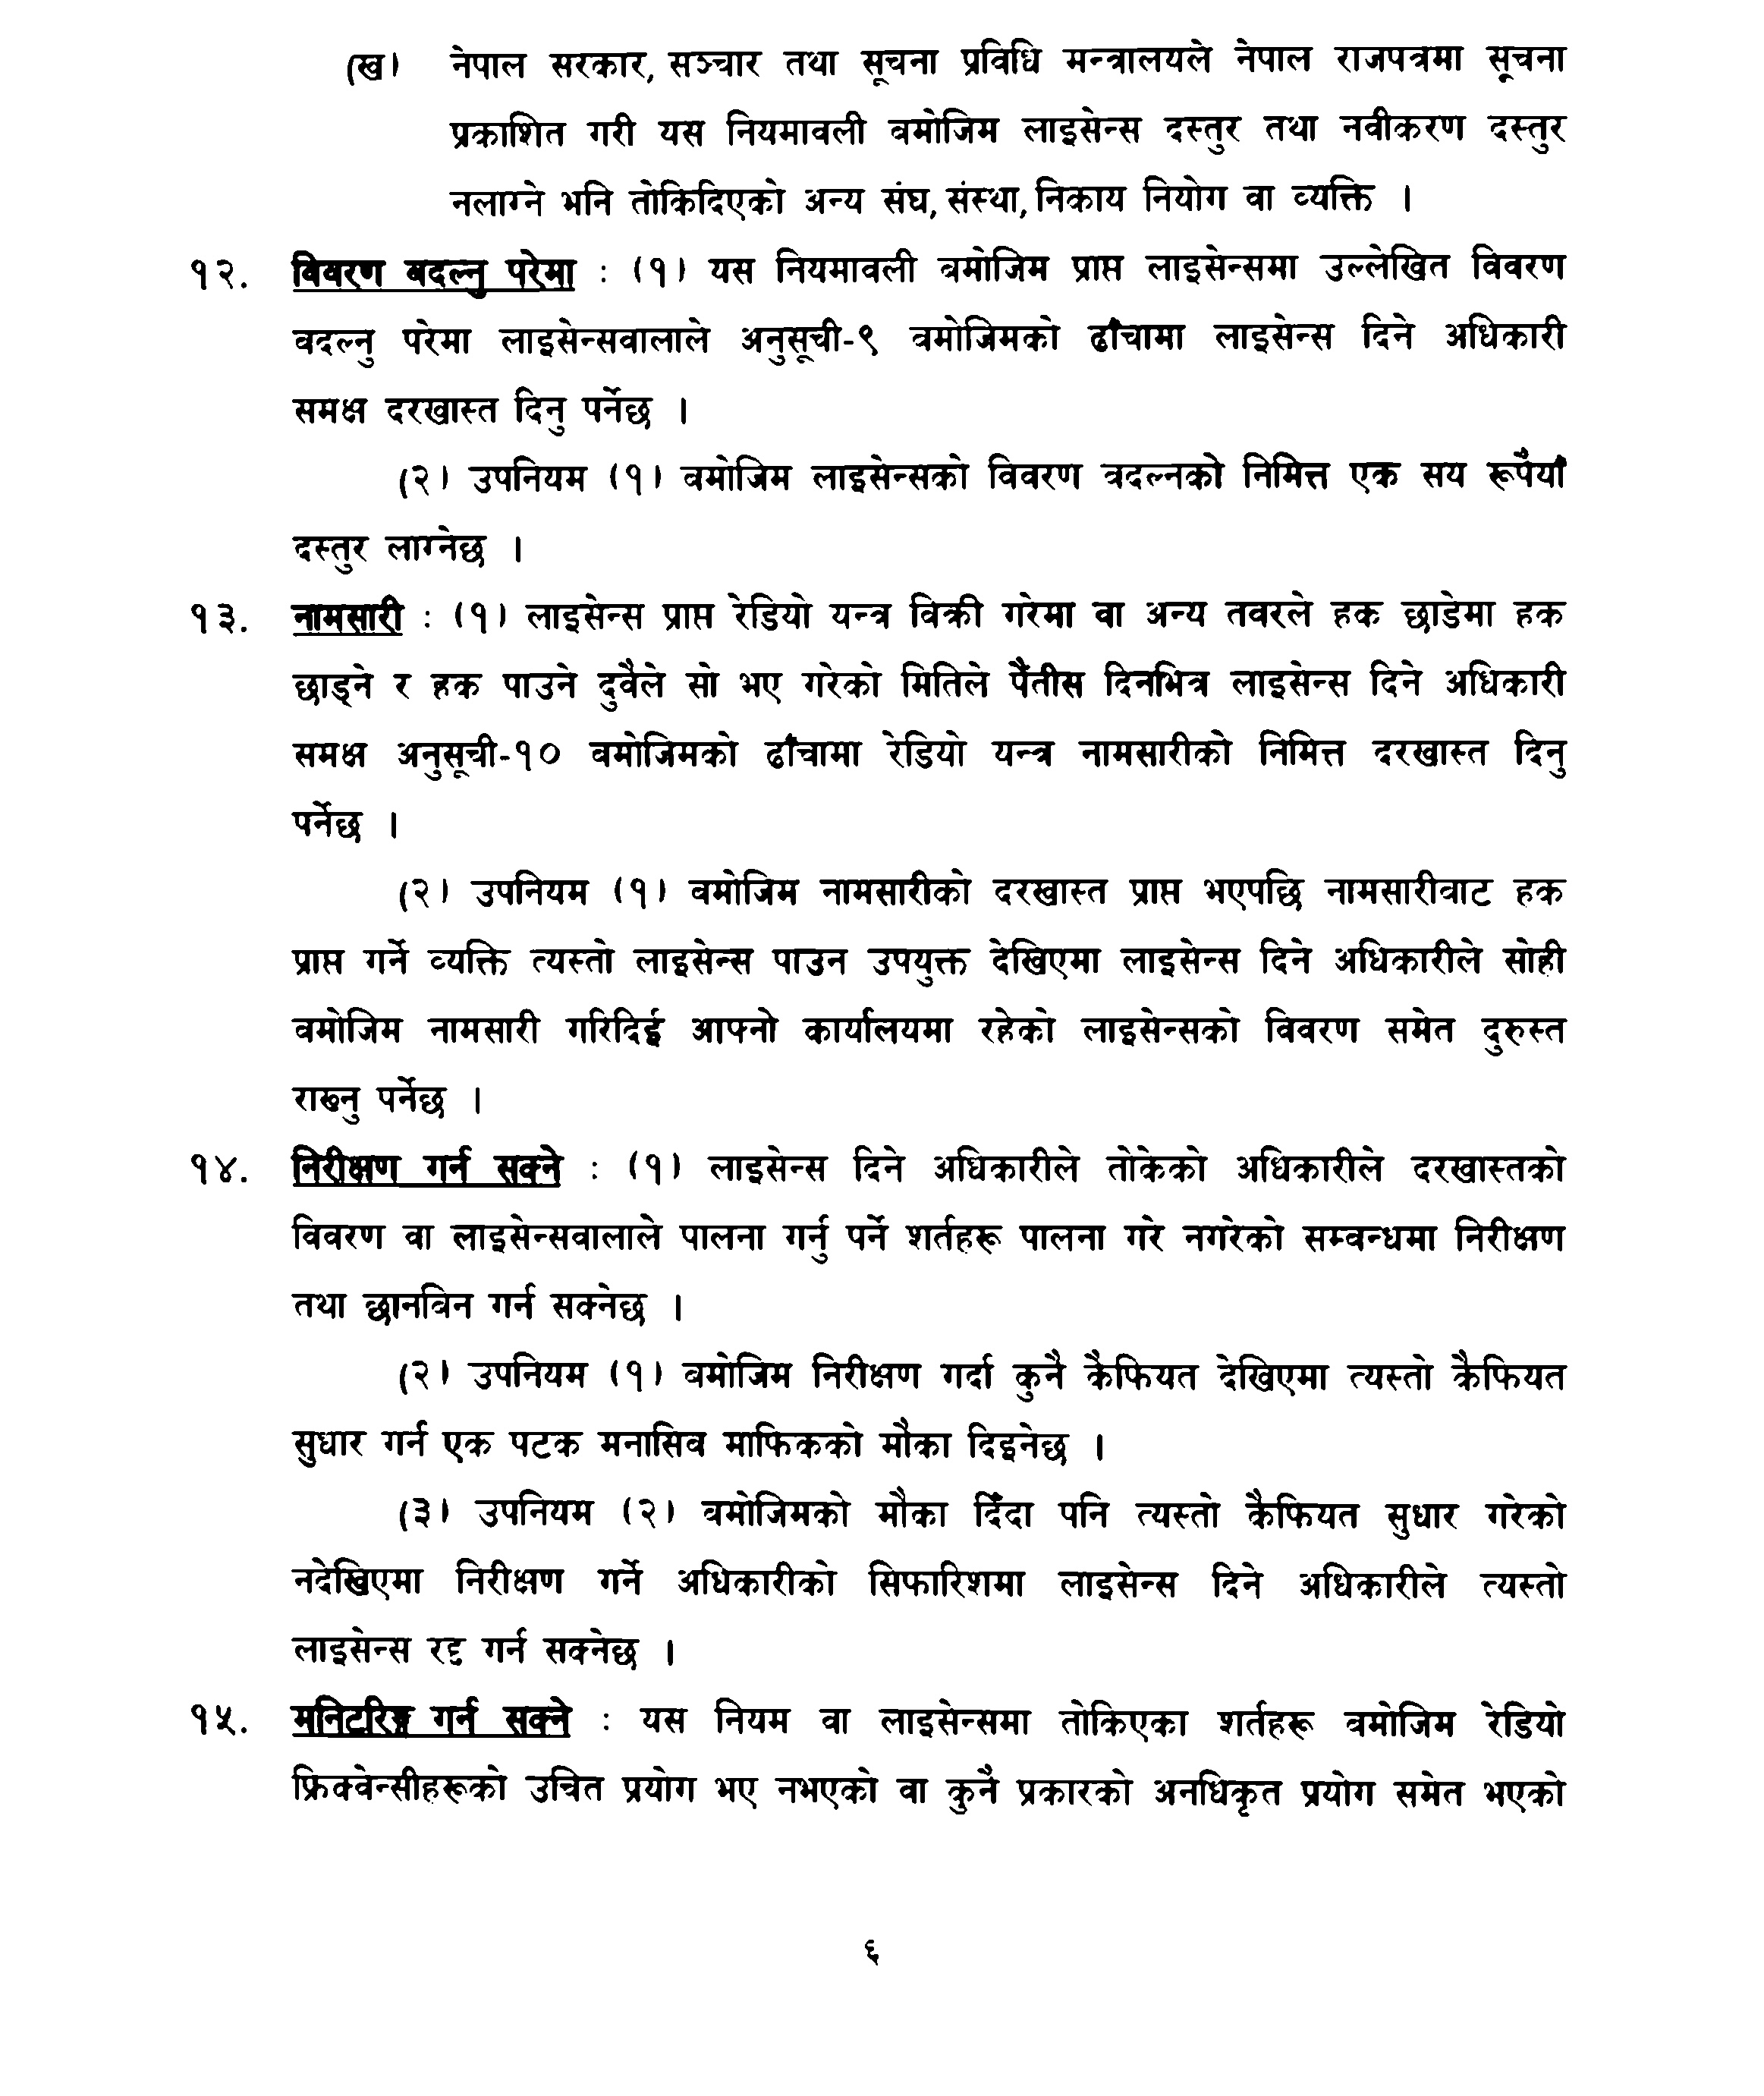 (ख) नेपाल सरकार, सञ्चार तथा सूचना प्रविधि मन्त्रालयले नेपाल राजपत्रमा सूचना
प्रकाशित गरी यस नियमावली बमोजिम लाइसेन्स दस्तुर तथा नवीकरण दस्तुर
नलाग्ने भनि तोकिदिएको अन्य संघ, संस्था, निकाय नियोग वा व्यक्ति ।
१२. विवरण बदल्नु परेमा : (१) यस नियमावली बमोजिम प्राप्त लाइसेन्समा उल्लेखित विवरण
बदल्नु परेमा लाइसेन्सवालाले अनुसूची-९ बमोजिमको ढाँचामा लाइसेन्स दिने अधिकारी
समक्ष दरखास्त दिनु पर्नेछ ।
(२) उपनियम (१) बमोजिम लाइसेन्सको विवरण बदल्नको निमित्त एक सय रूपैयाँ
दस्तुर लाग्नेछ ।
१३. नामसारी : (१) लाइसेन्स प्राप्त रेडियो यन्त्र विक्री गरेमा वा अन्य तवरले हक छाडेमा हक
छाड्ने र हक पाउने दुवैले सो भए गरेको मितिले पैंतीस दिनभित्र लाइसेन्स दिने अधिकारी
समक्ष अनुसूची-१० बमोजिमको ढाँचामा रेडियो यन्त्र नामसारीको निमित्त दरखास्त दिनु
पर्नेछ ।
(२) उपनियम (१) बमोजिम नामसारीको दरखास्त प्राप्त भएपछि नामसारीबाट हक
प्राप्त गर्ने व्यक्ति त्यस्तो लाइसेन्स पाउन उपयुक्त देखिएमा लाइसेन्स दिने अधिकारीले सोही
बमोजिम नामसारी गरिदिई आफ्नो कार्यालयमा रहेको लाइसेन्सको विवरण समेत दुरुस्त
राख्नु पर्नेछ ।
१४. निरीक्षण गर्न सक्ने : (१) लाइसेन्स दिने अधिकारीले तोकेको अधिकारीले दरखास्तको
विवरण वा लाइसेन्सवालाले पालना गर्नु पर्ने शर्तहरू पालना गरे नगरेको सम्बन्धमा निरीक्षण
तथा छानबिन गर्न सक्नेछ ।
(२) उपनियम (१) बमोजिम निरीक्षण गर्दा कुनै कैफियत देखिएमा त्यस्तो कैफियत
सुधार गर्न एक पटक मनासिब माफिकको मौका दिइनेछ ।
(३) उपनियम (२) बमोजिमको मौका दिँदा पनि त्यस्तो कैफियत सुधार गरेको
नदेखिएमा निरीक्षण गर्ने अधिकारीको सिफारिशमा लाइसेन्स दिने अधिकारीले त्यस्तो
लाइसेन्स रद्द गर्न सक्नेछ ।
१५. मनिटरिङ्ग गर्न सक्ने : यस नियम वा लाइसेन्समा तोकिएका शर्तहरू बमोजिम रेडियो
फ्रिक्वेन्सीहरूको उचित प्रयोग भए नभएको वा कुनै प्रकारको अनधिकृत प्रयोग समेत भएको
६